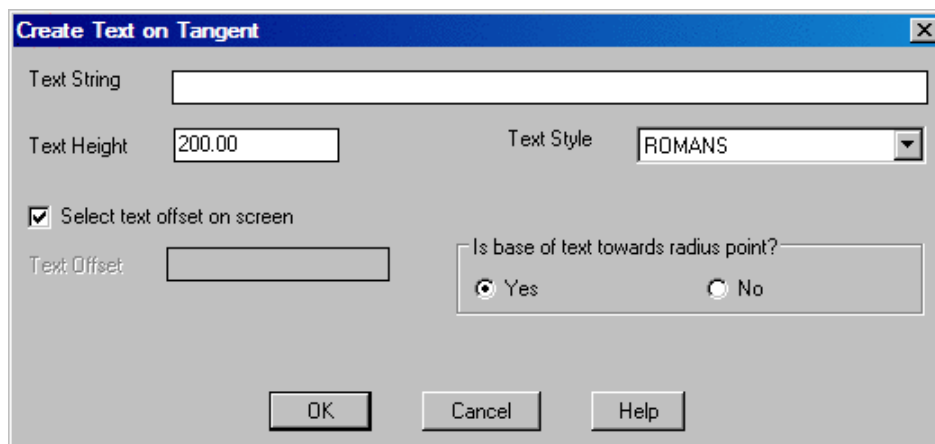 Create Text on Tangent
Text String
Text Height 200.00 Text Style ROMANS
Select text offset on screen
Text Offset
Is base of text towards radius point?
Yes No
OK Cancel Help